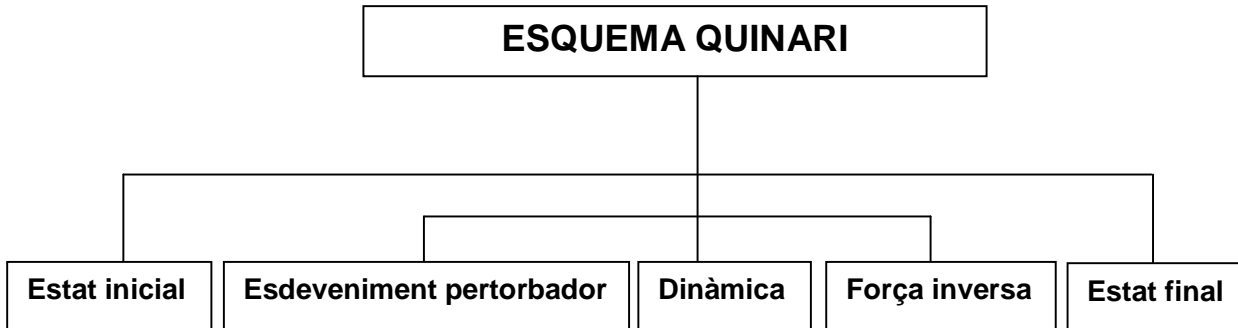 ESQUEMA QUINARI
Estat inicial
Esdeveniment pertorbador
Dinàmica
Força inversa
Estat final